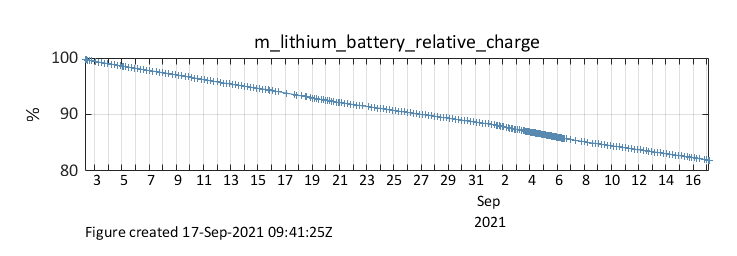 m_lithium_battery_relative_charge
100
90
80
%
3 5 7 9 11 13 15 17 19 21 23 25 27 29 31 2 4 6 8 10 12 14 16
Sep
2021
Figure created 17-Sep-2021 09:41:25Z